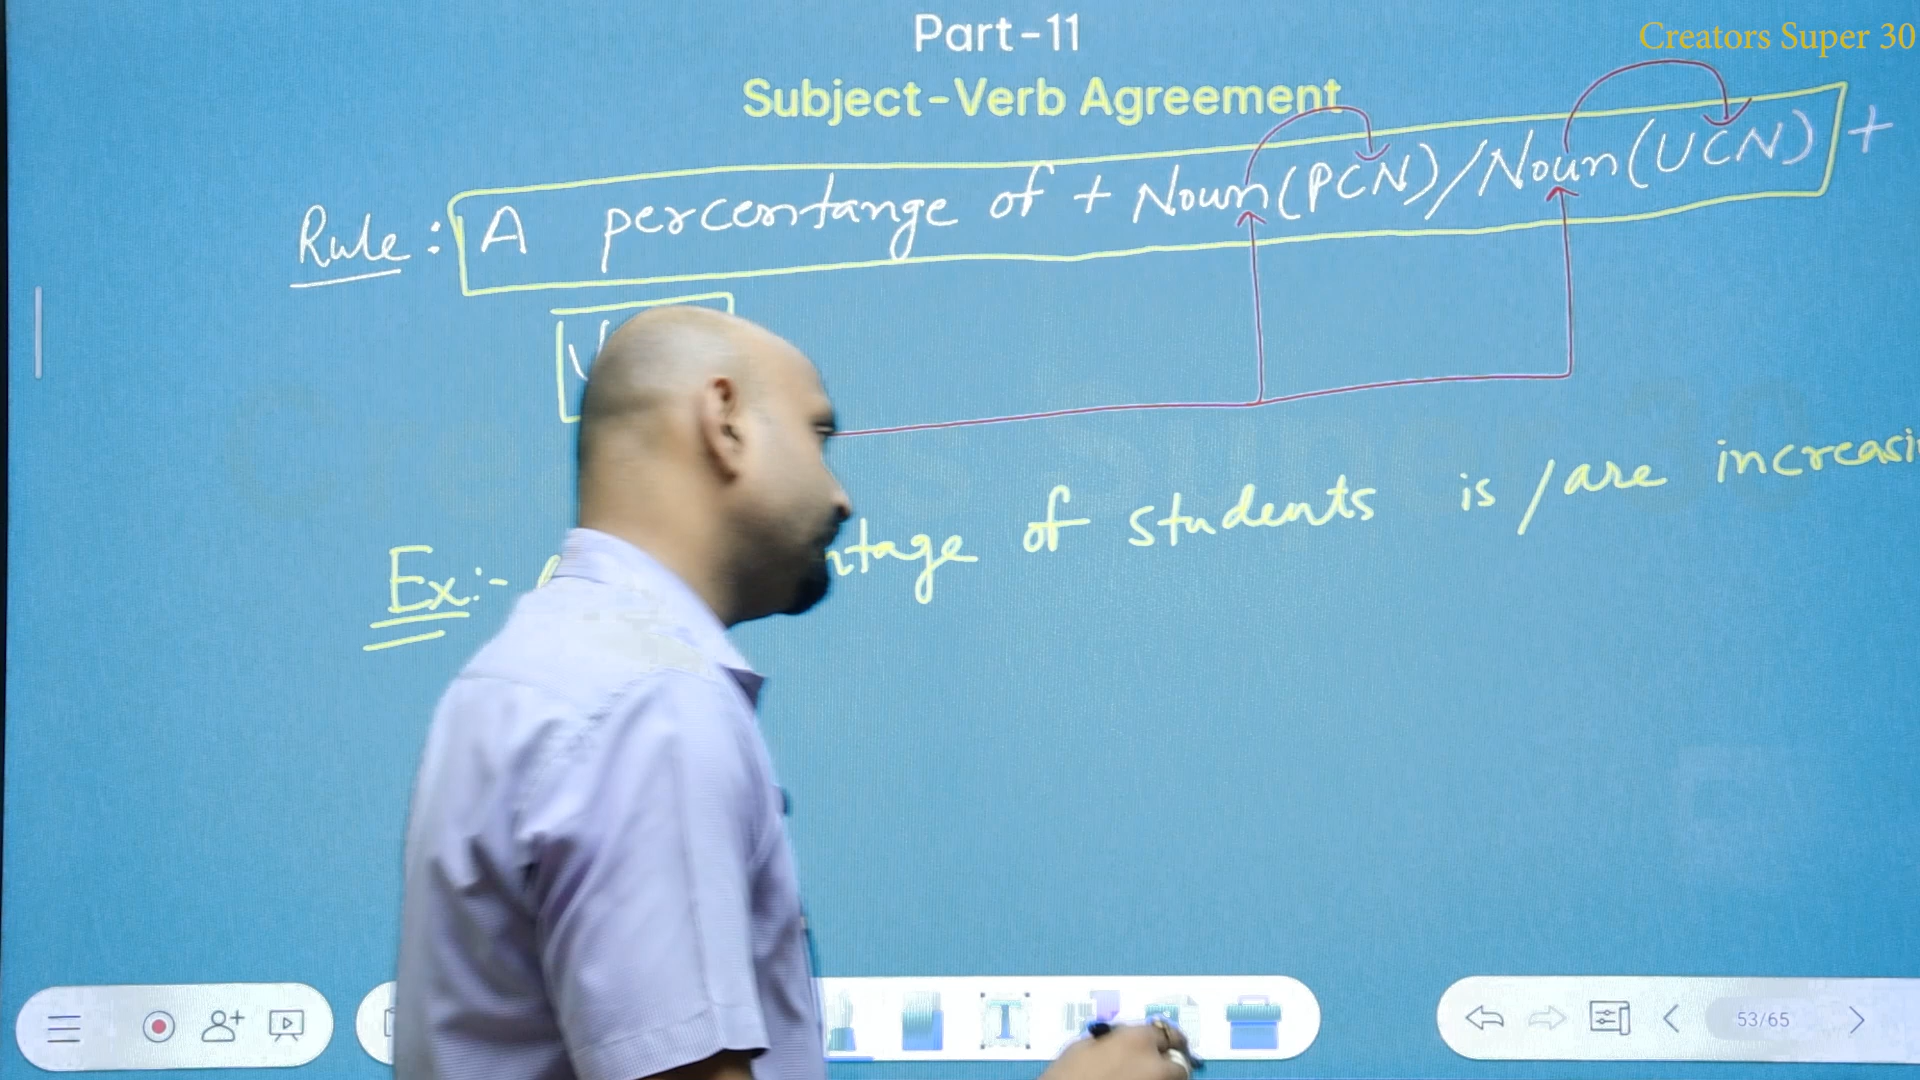 Part-11
Creators Super 30
Subject-Verb Agreement
Rule: A percentange of + Noun(PCN)/Noun(UCN) +
Ex:- ntage of students is/are increasi
53/65